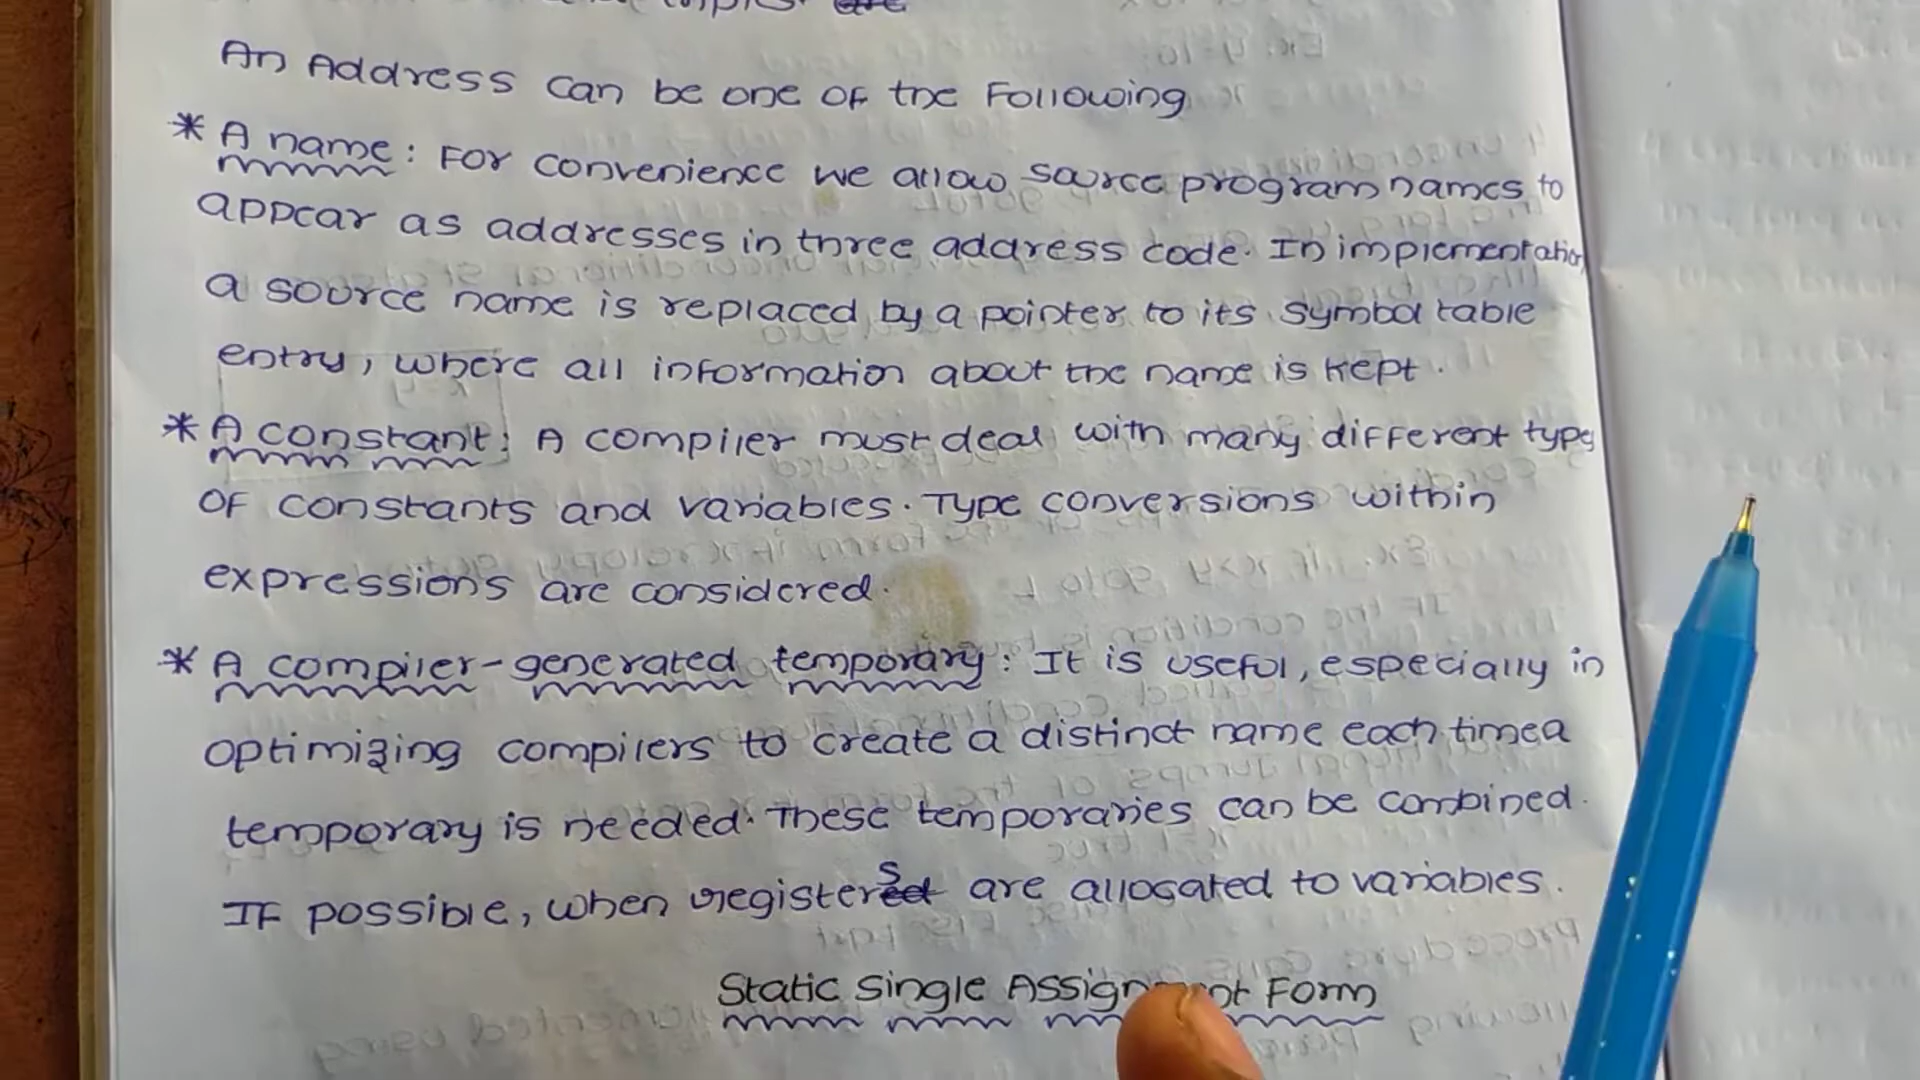 An Address can be one of the Following
* A name: For convenience we allow source program names to
appear as addresses in three address code. In implementation
a source name is replaced by a pointer to its symbol table
entry, where all information about the name is kept.
* A constant: A compiler must deal with many different types
of constants and variables. Type conversions within
expressions are considered.
* A compiler-generated temporary: It is useful, especially in
optimizing compilers to create a distinct name each time a
temporary is needed. These temporaries can be combined.
If possible, when registers are allocated to variables.
Static Single Form